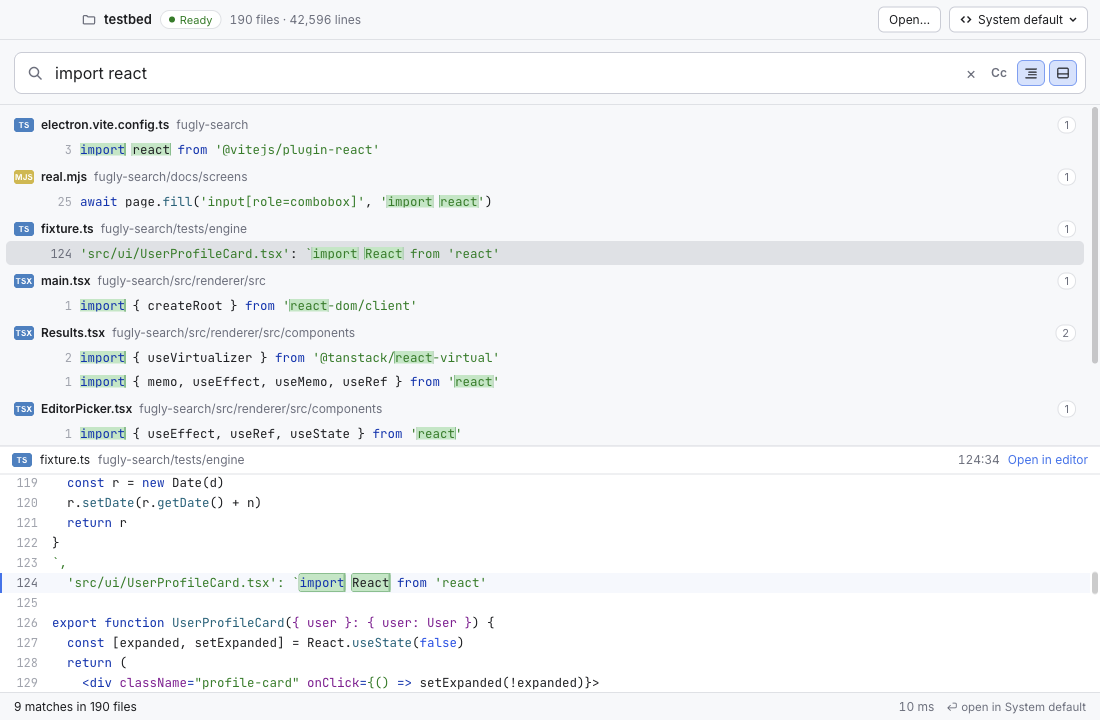 testbed Ready 190 files · 42,596 lines Open… System default
import react × Cc
TS electron.vite.config.ts fugly-search 1
3 import react from '@vitejs/plugin-react'
MJS real.mjs fugly-search/docs/screens 1
25 await page.fill('input[role=combobox]', 'import react')
TS fixture.ts fugly-search/tests/engine 1
124 'src/ui/UserProfileCard.tsx': `import React from 'react'
TSX main.tsx fugly-search/src/renderer/src 1
1 import { createRoot } from 'react-dom/client'
TSX Results.tsx fugly-search/src/renderer/src/components 2
2 import { useVirtualizer } from '@tanstack/react-virtual'
1 import { memo, useEffect, useMemo, useRef } from 'react'
TSX EditorPicker.tsx fugly-search/src/renderer/src/components 1
1 import { useEffect, useRef, useState } from 'react'
TS fixture.ts fugly-search/tests/engine 124:34 Open in editor
119 const r = new Date(d)
120 r.setDate(r.getDate() + n)
121 return r
122 }
123 `,
124 'src/ui/UserProfileCard.tsx': `import React from 'react'
125
126 export function UserProfileCard({ user }: { user: User }) {
127 const [expanded, setExpanded] = React.useState(false)
128 return (
129 <div className="profile-card" onClick={() => setExpanded(!expanded)}>
9 matches in 190 files 10 ms ⏎ open in System default